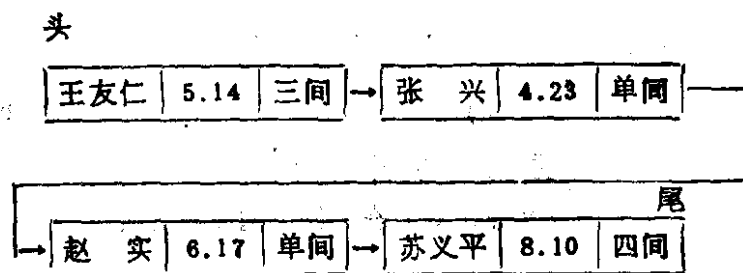 头
王友仁 5.14 三间 → 张 兴 4.23 单间
尾
→ 赵 实 6.17 单间 → 苏义平 8.10 四间